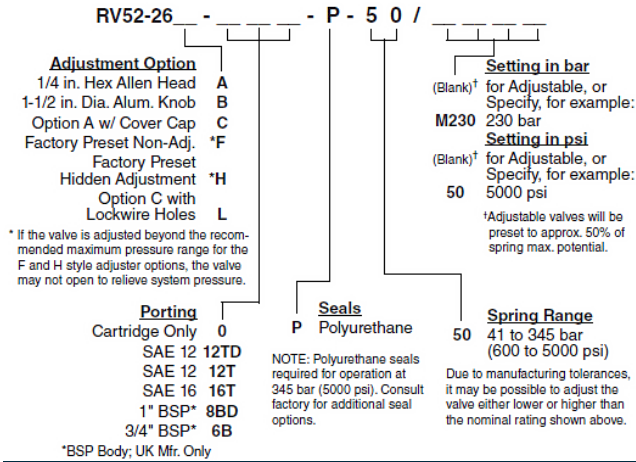 RV52-26__ - __ __ __ - P - 5 0 / __ __ __ __
Adjustment Option
1/4 in. Hex Allen Head A
1-1/2 in. Dia. Alum. Knob B
Option A w/ Cover Cap C
Factory Preset Non-Adj. *F
Factory Preset
Hidden Adjustment *H
Option C with
Lockwire Holes L
* If the valve is adjusted beyond the recom-
mended maximum pressure range for the
F and H style adjuster options, the valve
may not open to relieve system pressure.
Porting
Cartridge Only 0
SAE 12 12TD
SAE 12 12T
SAE 16 16T
1" BSP* 8BD
3/4" BSP* 6B
*BSP Body; UK Mfr. Only
Seals
P Polyurethane
NOTE: Polyurethane seals
required for operation at
345 bar (5000 psi). Consult
factory for additional seal
options.
Setting in bar
(Blank)† for Adjustable, or
Specify, for example:
M230 230 bar
Setting in psi
(Blank)† for Adjustable, or
Specify, for example:
50 5000 psi
†Adjustable valves will be
preset to approx. 50% of
spring max. potential.
Spring Range
50 41 to 345 bar
(600 to 5000 psi)
Due to manufacturing tolerances,
it may be possible to adjust the
valve either lower or higher than
the nominal rating shown above.